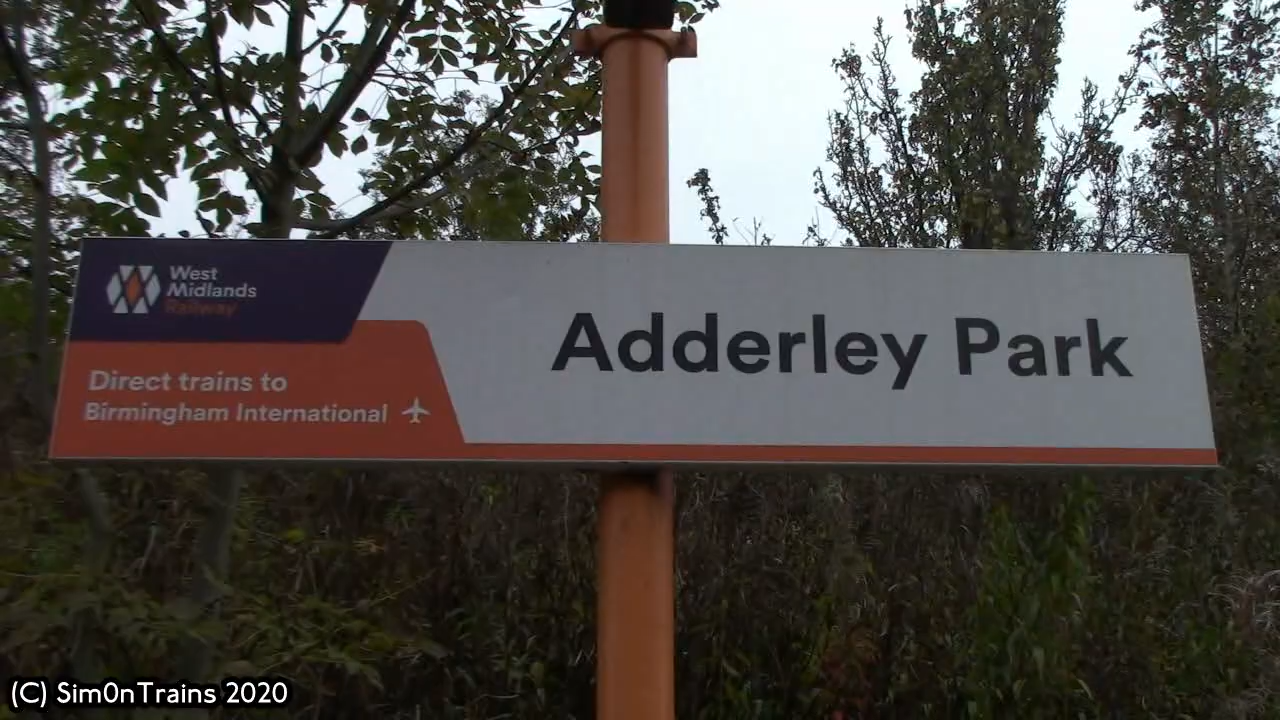 West
Midlands
Railway
Adderley Park
Direct trains to
Birmingham International
(C) Sim0nTrains 2020